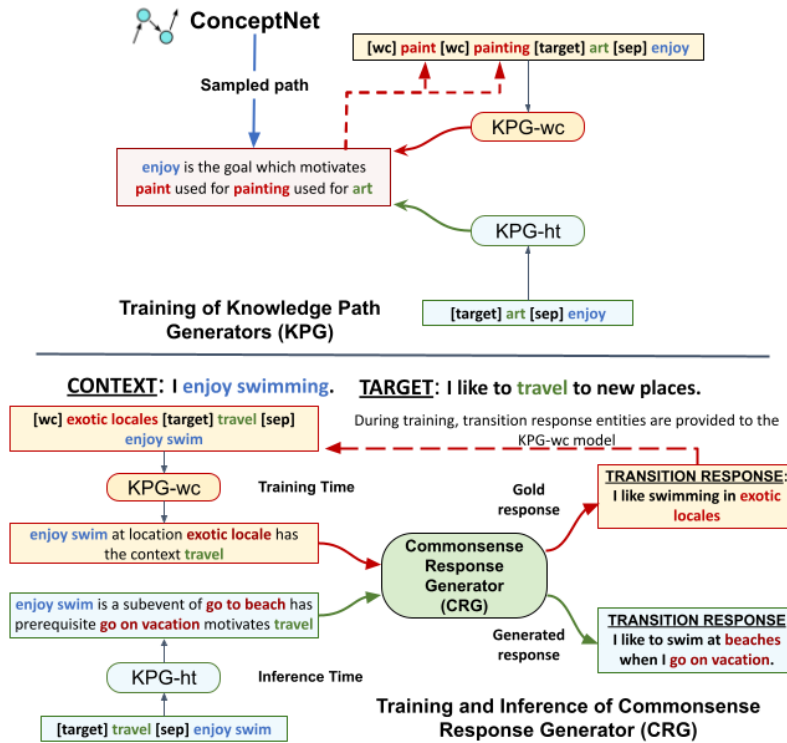 ConceptNet
[wc] paint [wc] painting [target] art [sep] enjoy
Sampled path
KPG-wc
enjoy is the goal which motivates
paint used for painting used for art
KPG-ht
Training of Knowledge Path
Generators (KPG)
[target] art [sep] enjoy
CONTEXT: I enjoy swimming. TARGET: I like to travel to new places.
[wc] exotic locales [target] travel [sep]
enjoy swim
During training, transition response entities are provided to the
KPG-wc model
KPG-wc
Training Time
Gold
response
TRANSITION RESPONSE:
I like swimming in exotic
locales
enjoy swim at location exotic locale has
the context travel
Commonsense
Response
Generator
(CRG)
enjoy swim is a subevent of go to beach has
prerequisite go on vacation motivates travel
Generated
response
TRANSITION RESPONSE
I like to swim at beaches
when I go on vacation.
KPG-ht
Inference Time
Training and Inference of Commonsense
Response Generator (CRG)
[target] travel [sep] enjoy swim